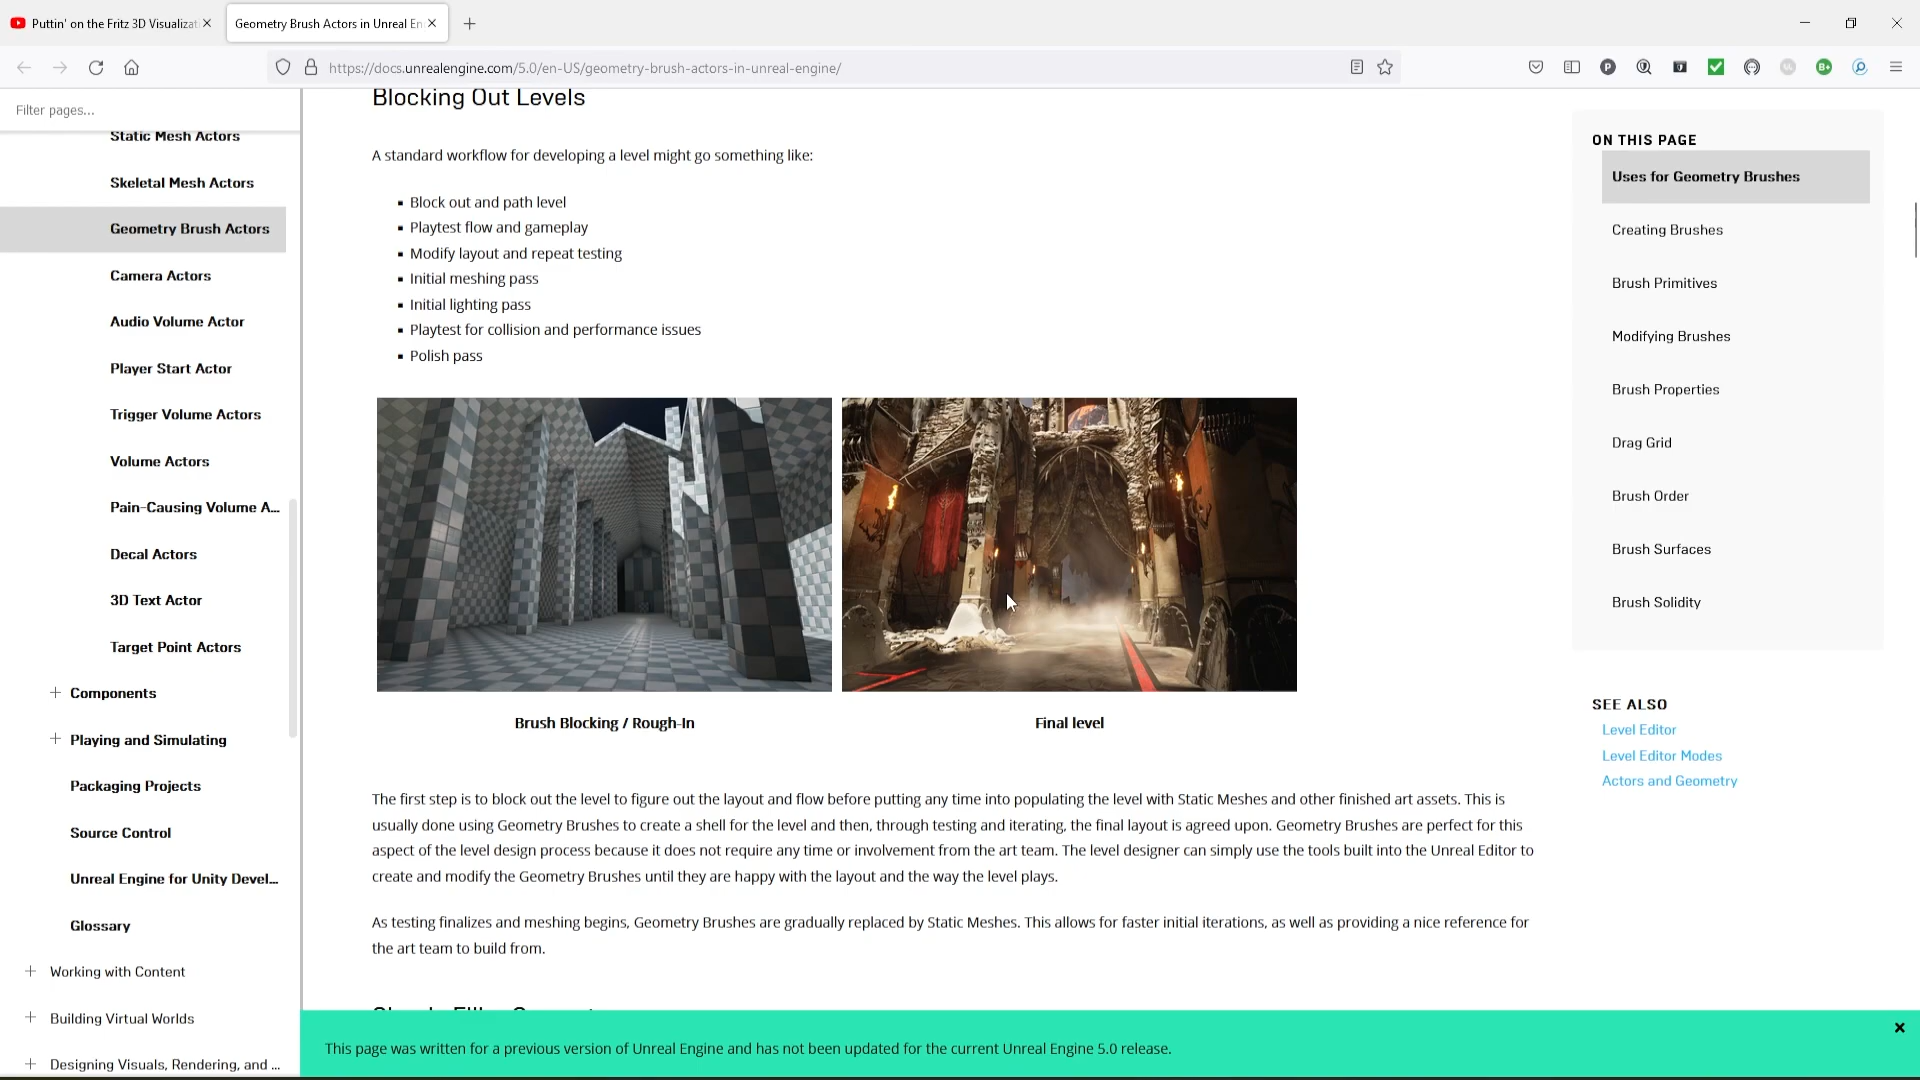 Puttin' on the Fritz 3D Visualizat
Geometry Brush Actors in Unreal En
https://docs.unrealengine.com/5.0/en-US/geometry-brush-actors-in-unreal-engine/
Filter pages...
Static Mesh Actors
Skeletal Mesh Actors
Geometry Brush Actors
Camera Actors
Audio Volume Actor
Player Start Actor
Trigger Volume Actors
Volume Actors
Pain-Causing Volume A...
Decal Actors
3D Text Actor
Target Point Actors
Components
Playing and Simulating
Packaging Projects
Source Control
Unreal Engine for Unity Devel...
Glossary
Working with Content
Building Virtual Worlds
Designing Visuals, Rendering, and ...
Blocking Out Levels
A standard workflow for developing a level might go something like:
Block out and path level
Playtest flow and gameplay
Modify layout and repeat testing
Initial meshing pass
Initial lighting pass
Playtest for collision and performance issues
Polish pass
Brush Blocking / Rough-In
Final level
The first step is to block out the level to figure out the layout and flow before putting any time into populating the level with Static Meshes and other finished art assets. This is
usually done using Geometry Brushes to create a shell for the level and then, through testing and iterating, the final layout is agreed upon. Geometry Brushes are perfect for this
aspect of the level design process because it does not require any time or involvement from the art team. The level designer can simply use the tools built into the Unreal Editor to
create and modify the Geometry Brushes until they are happy with the layout and the way the level plays.
As testing finalizes and meshing begins, Geometry Brushes are gradually replaced by Static Meshes. This allows for faster initial iterations, as well as providing a nice reference for
the art team to build from.
This page was written for a previous version of Unreal Engine and has not been updated for the current Unreal Engine 5.0 release.
ON THIS PAGE
Uses for Geometry Brushes
Creating Brushes
Brush Primitives
Modifying Brushes
Brush Properties
Drag Grid
Brush Order
Brush Surfaces
Brush Solidity
SEE ALSO
Level Editor
Level Editor Modes
Actors and Geometry